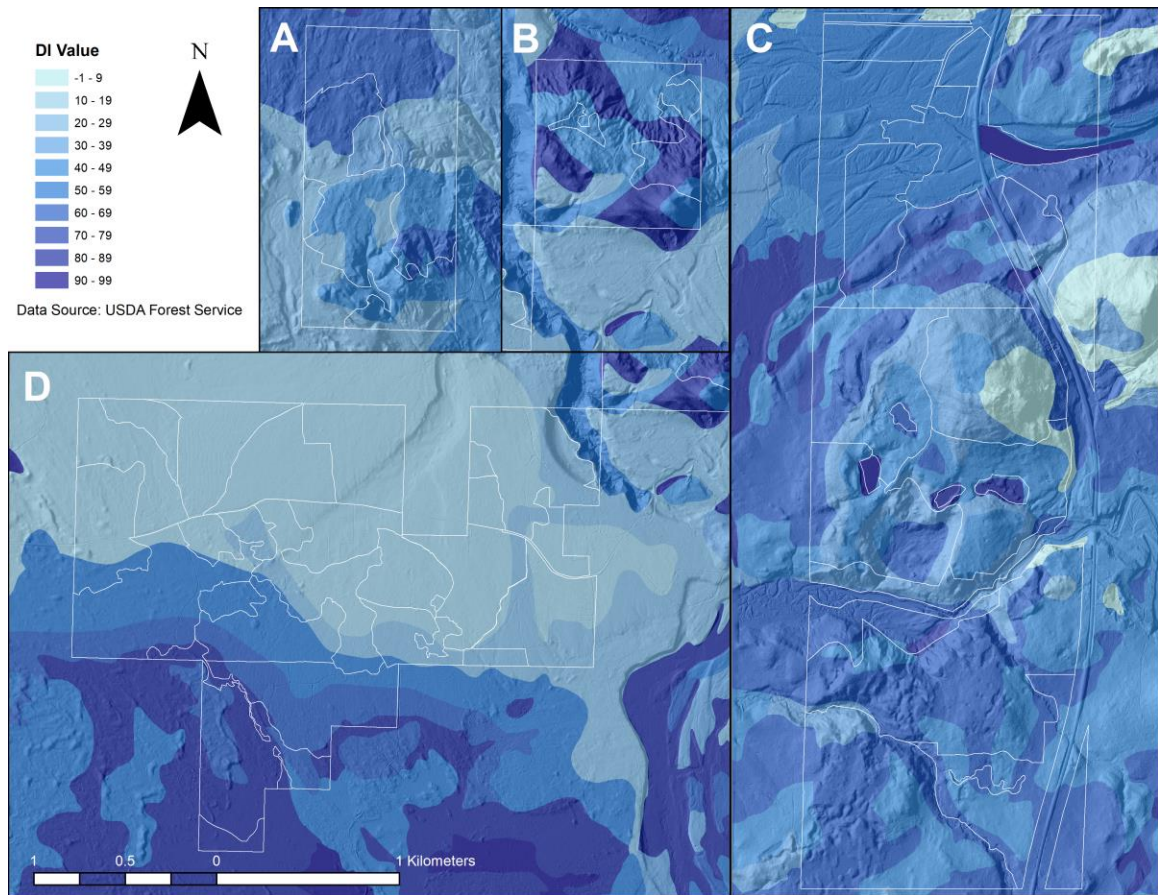 DI Value
-1 - 9
10 - 19
20 - 29
30 - 39
40 - 49
50 - 59
60 - 69
70 - 79
80 - 89
90 - 99
Data Source: USDA Forest Service
N
A
B
C
D
1 0.5 0 1 Kilometers